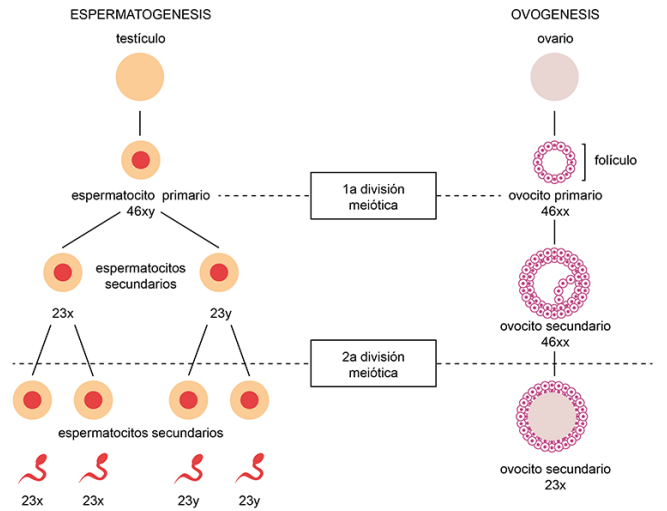 ESPERMATOGENESIS
testículo
espermatocito primario
46xy
espermatocitos
secundarios
23x
23y
espermatocitos secundarios
23x
23x
23y
23y
1a división
meiótica
2a división
meiótica
OVOGENESIS
ovario
folículo
ovocito primario
46xx
ovocito secundario
46xx
ovocito secundario
23x